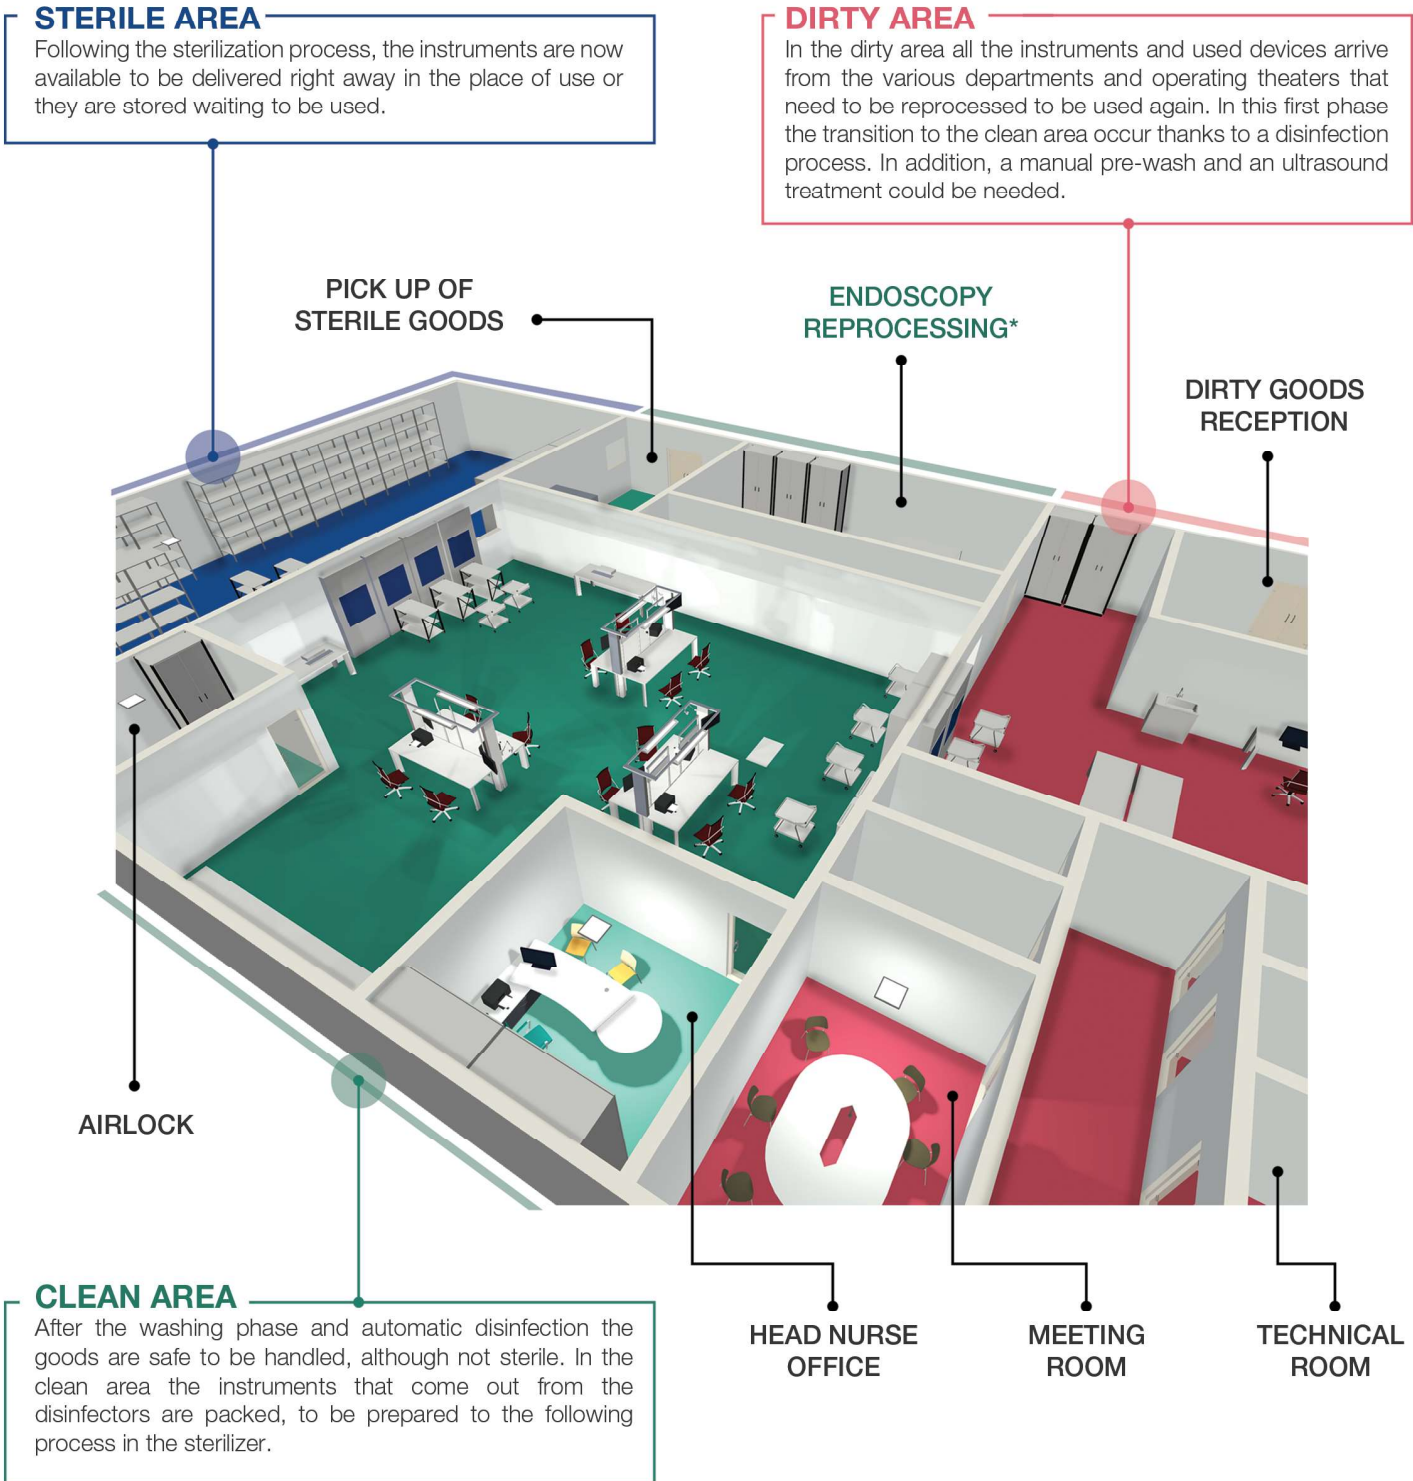 STERILE AREA
Following the sterilization process, the instruments are now
available to be delivered right away in the place of use or
they are stored waiting to be used.
DIRTY AREA
In the dirty area all the instruments and used devices arrive
from the various departments and operating theaters that
need to be reprocessed to be used again. In this first phase
the transition to the clean area occur thanks to a disinfection
process. In addition, a manual pre-wash and an ultrasound
treatment could be needed.
PICK UP OF
STERILE GOODS
ENDOSCOPY
REPROCESSING*
DIRTY GOODS
RECEPTION
AIRLOCK
CLEAN AREA
After the washing phase and automatic disinfection the
goods are safe to be handled, although not sterile. In the
clean area the instruments that come out from the
disinfectors are packed, to be prepared to the following
process in the sterilizer.
HEAD NURSE
OFFICE
MEETING
ROOM
TECHNICAL
ROOM